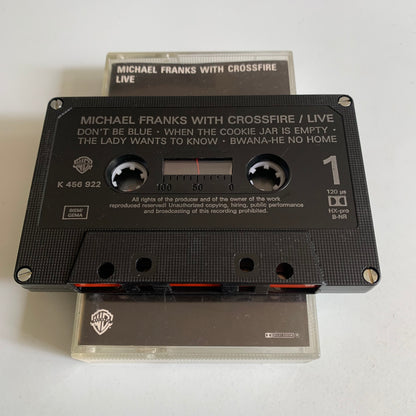 MICHAEL FRANKS WITH CROSSFIRE
LIVE
MICHAEL FRANKS WITH CROSSFIRE / LIVE
DON'T BE BLUE · WHEN THE COOKIE JAR IS EMPTY ·
THE LADY WANTS TO KNOW · BWANA-HE NO HOME
K 456 922
100 50 0
1
120 µs
HX-pro
B-NR
BIEM/
GEMA
All rights of the producer and of the owner of the work
reproduced reserved! Unauthorized copying, hiring, public performance
and broadcasting of this recording prohibited.